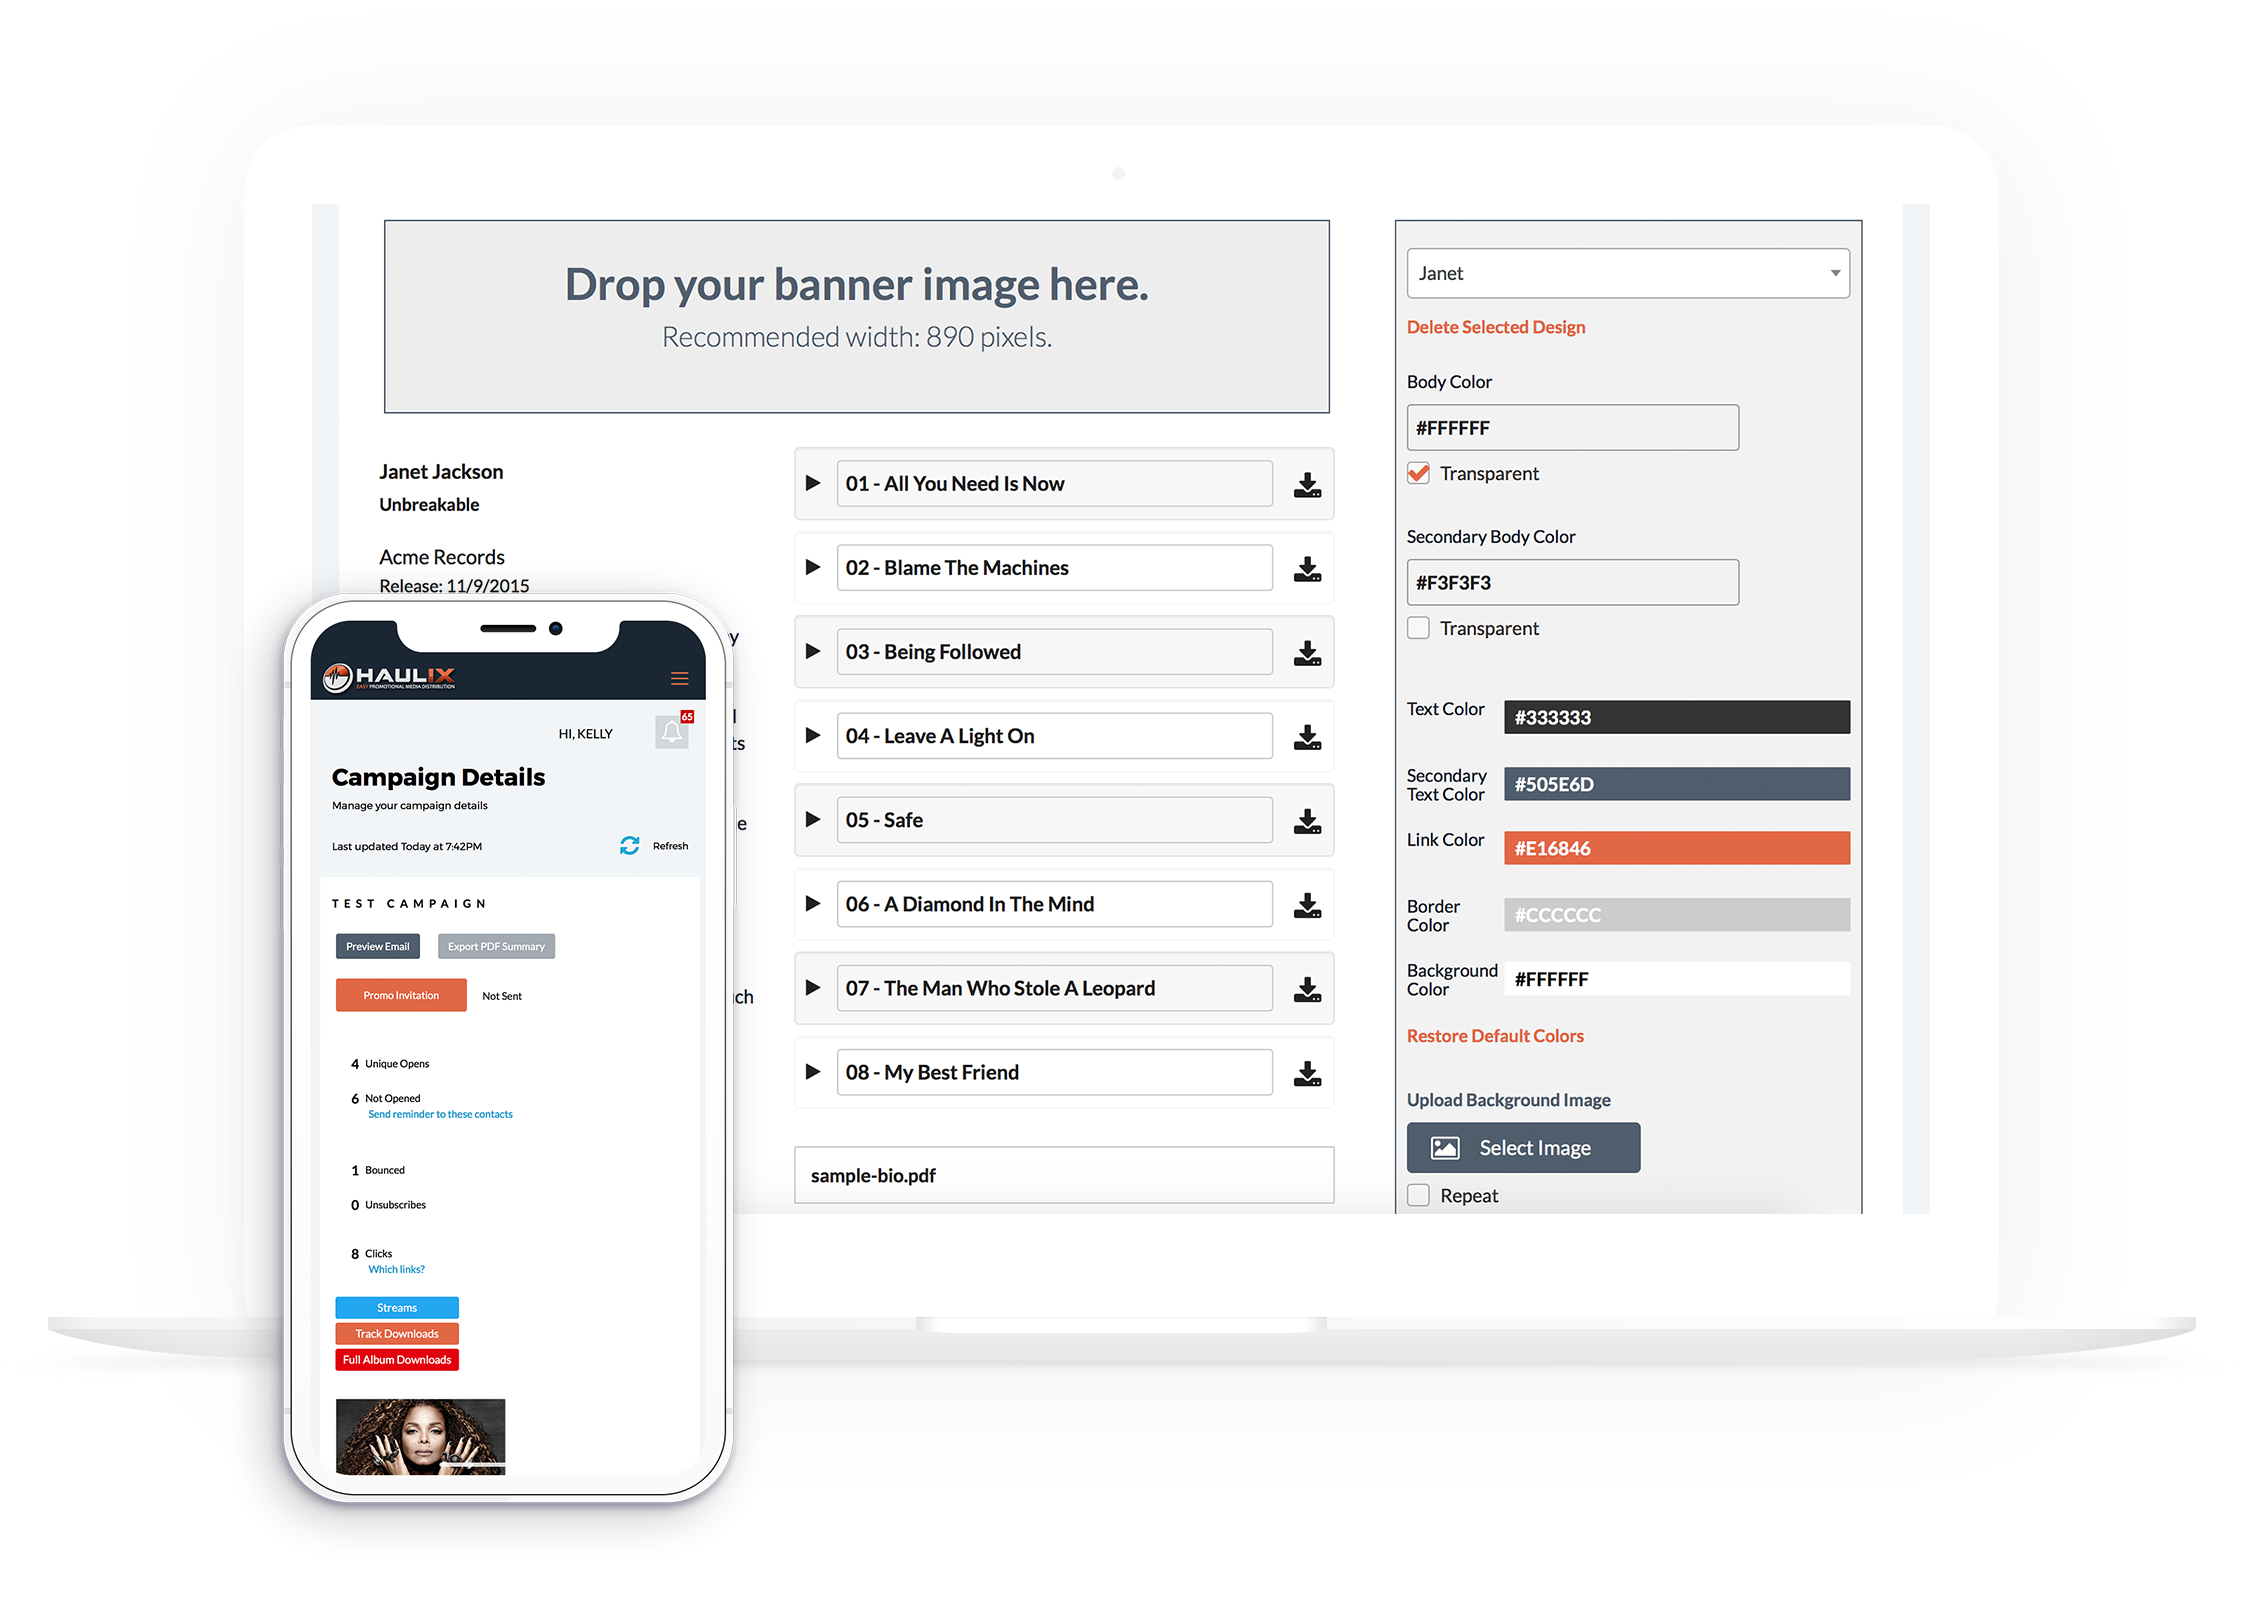 Drop your banner image here.
Recommended width: 890 pixels.
Janet Jackson
Unbreakable
Acme Records
Release: 11/9/2015
01 - All You Need Is Now
02 - Blame The Machines
03 - Being Followed
04 - Leave A Light On
05 - Safe
06 - A Diamond In The Mind
07 - The Man Who Stole A Leopard
08 - My Best Friend
sample-bio.pdf
Janet
Delete Selected Design
Body Color
#FFFFFF
Transparent
Secondary Body Color
#F3F3F3
Transparent
Text Color
#333333
Secondary
Text Color
#505E6D
Link Color
#E16846
Border
Color
#CCCCCC
Background
Color
#FFFFFF
Restore Default Colors
Upload Background Image
Select Image
Repeat
HAULIX
EASY PROMOTIONAL MEDIA DISTRIBUTION
65
HI, KELLY
Campaign Details
Manage your campaign details
Last updated Today at 7:42PM
Refresh
TEST CAMPAIGN
Preview Email
Export PDF Summary
Promo Invitation
Not Sent
4 Unique Opens
6 Not Opened
Send reminder to these contacts
1 Bounced
0 Unsubscribes
8 Clicks
Which links?
Streams
Track Downloads
Full Album Downloads